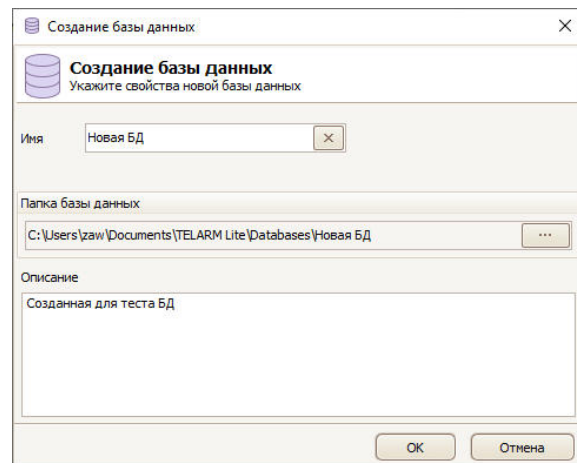 Создание базы данных
Создание базы данных
Укажите свойства новой базы данных
Имя
Новая БД
Папка базы данных
C:\Users\zaw\Documents\TELARM Lite\Databases\Новая БД
...
Описание
Созданная для теста БД
OK
Отмена